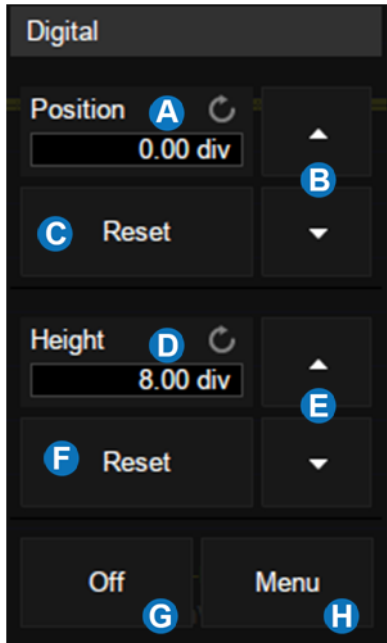 Digital
Position A
0.00 div
B
C Reset
Height D
8.00 div
E
F Reset
Off Menu
G H